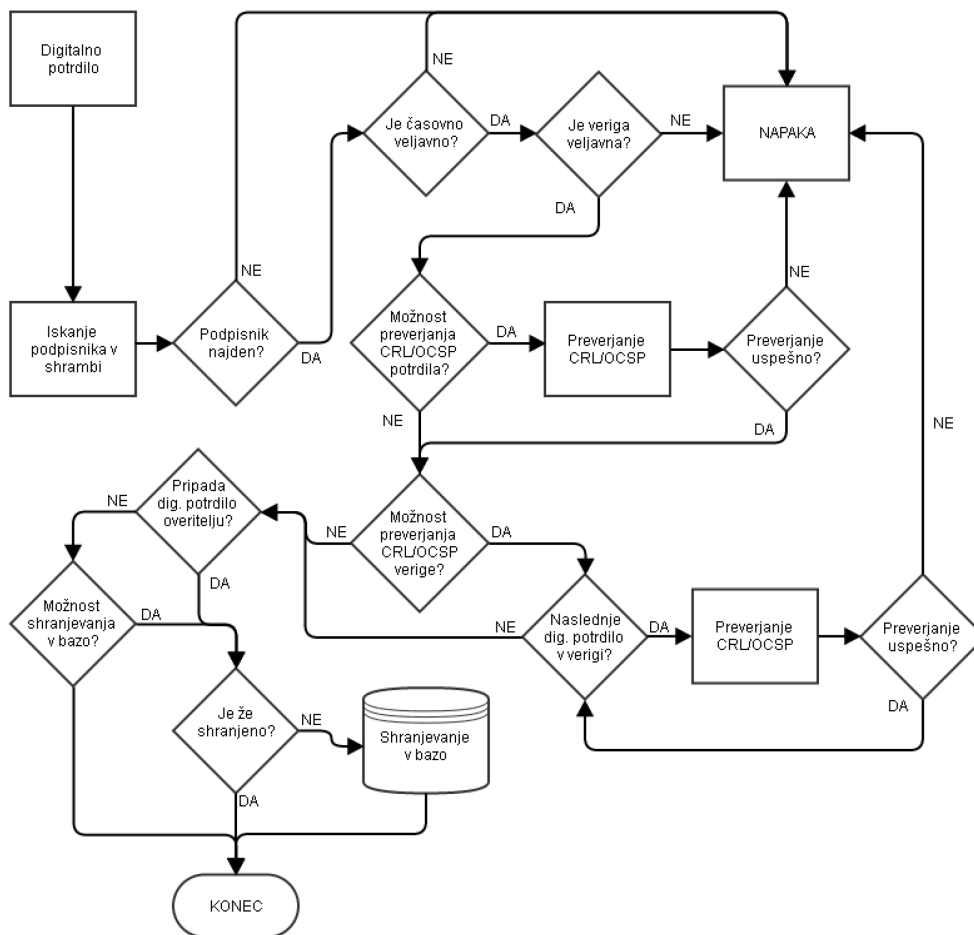 Digitalno
potrdilo
Iskanje
podpisnika v
shrambi
Podpisnik
najden?
NE
DA
Je časovno
veljavno?
NE
DA
Je veriga
veljavna?
NE
DA
NAPAKA
Možnost
preverjanja
CRL/OCSP
potrdila?
DA
NE
Preverjanje
CRL/OCSP
Preverjanje
uspešno?
NE
DA
Možnost
preverjanja
CRL/OCSP
verige?
NE
DA
Naslednje
dig. potrdilo
v verigi?
NE
DA
Preverjanje
CRL/OCSP
Preverjanje
uspešno?
NE
DA
Pripada
dig. potrdilo
overitelju?
NE
DA
Možnost
shranjevanja
v bazo?
DA
Je že
shranjeno?
NE
DA
Shranjevanje
v bazo
KONEC